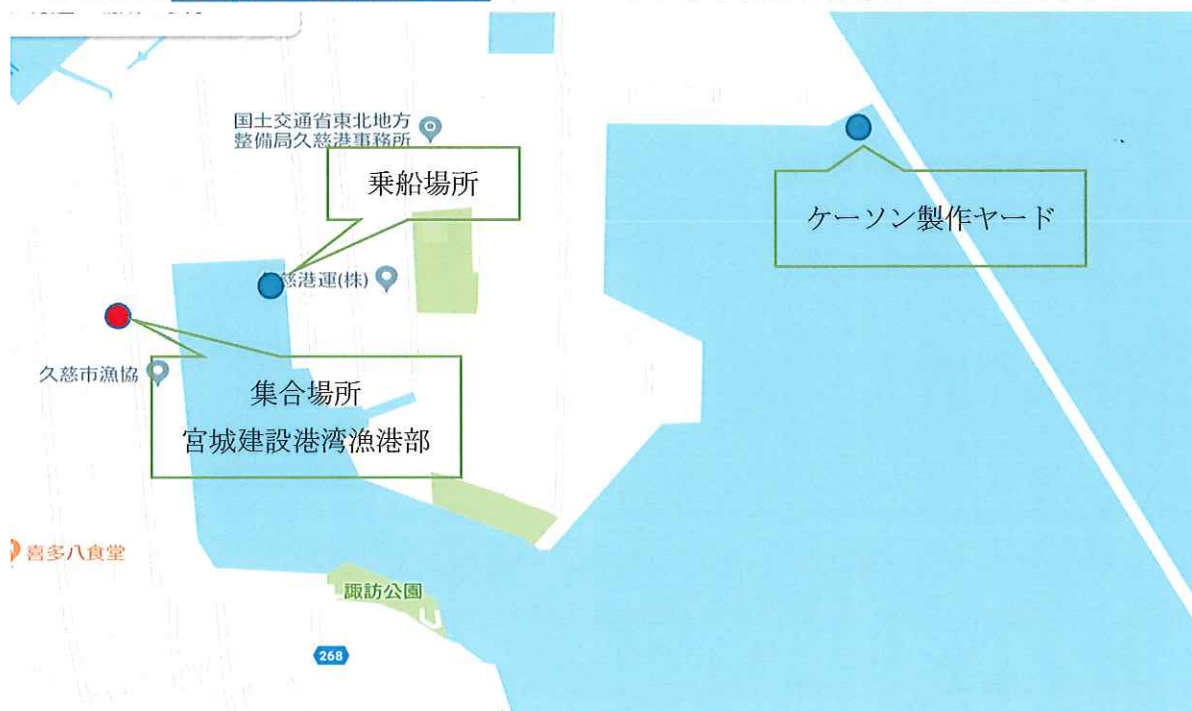 国土交通省東北地方
整備局久慈港事務所
乗船場所
ケーソン製作ヤード
慈港運(株)
集合場所
宮城建設港湾漁港部
久慈市漁協
喜多八食堂
諏訪公園
268